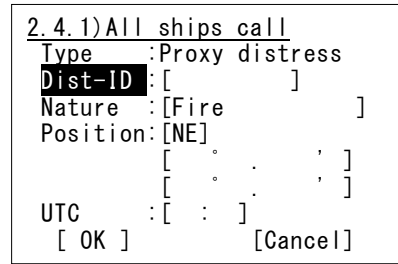 2.4.1)All ships call
Type :Proxy distress
Dist-ID :[ ]
Nature :[Fire ]
Position:[NE]
[ ° . ' ]
[ ° . ' ]
UTC :[ : ]
[ OK ] [Cancel]